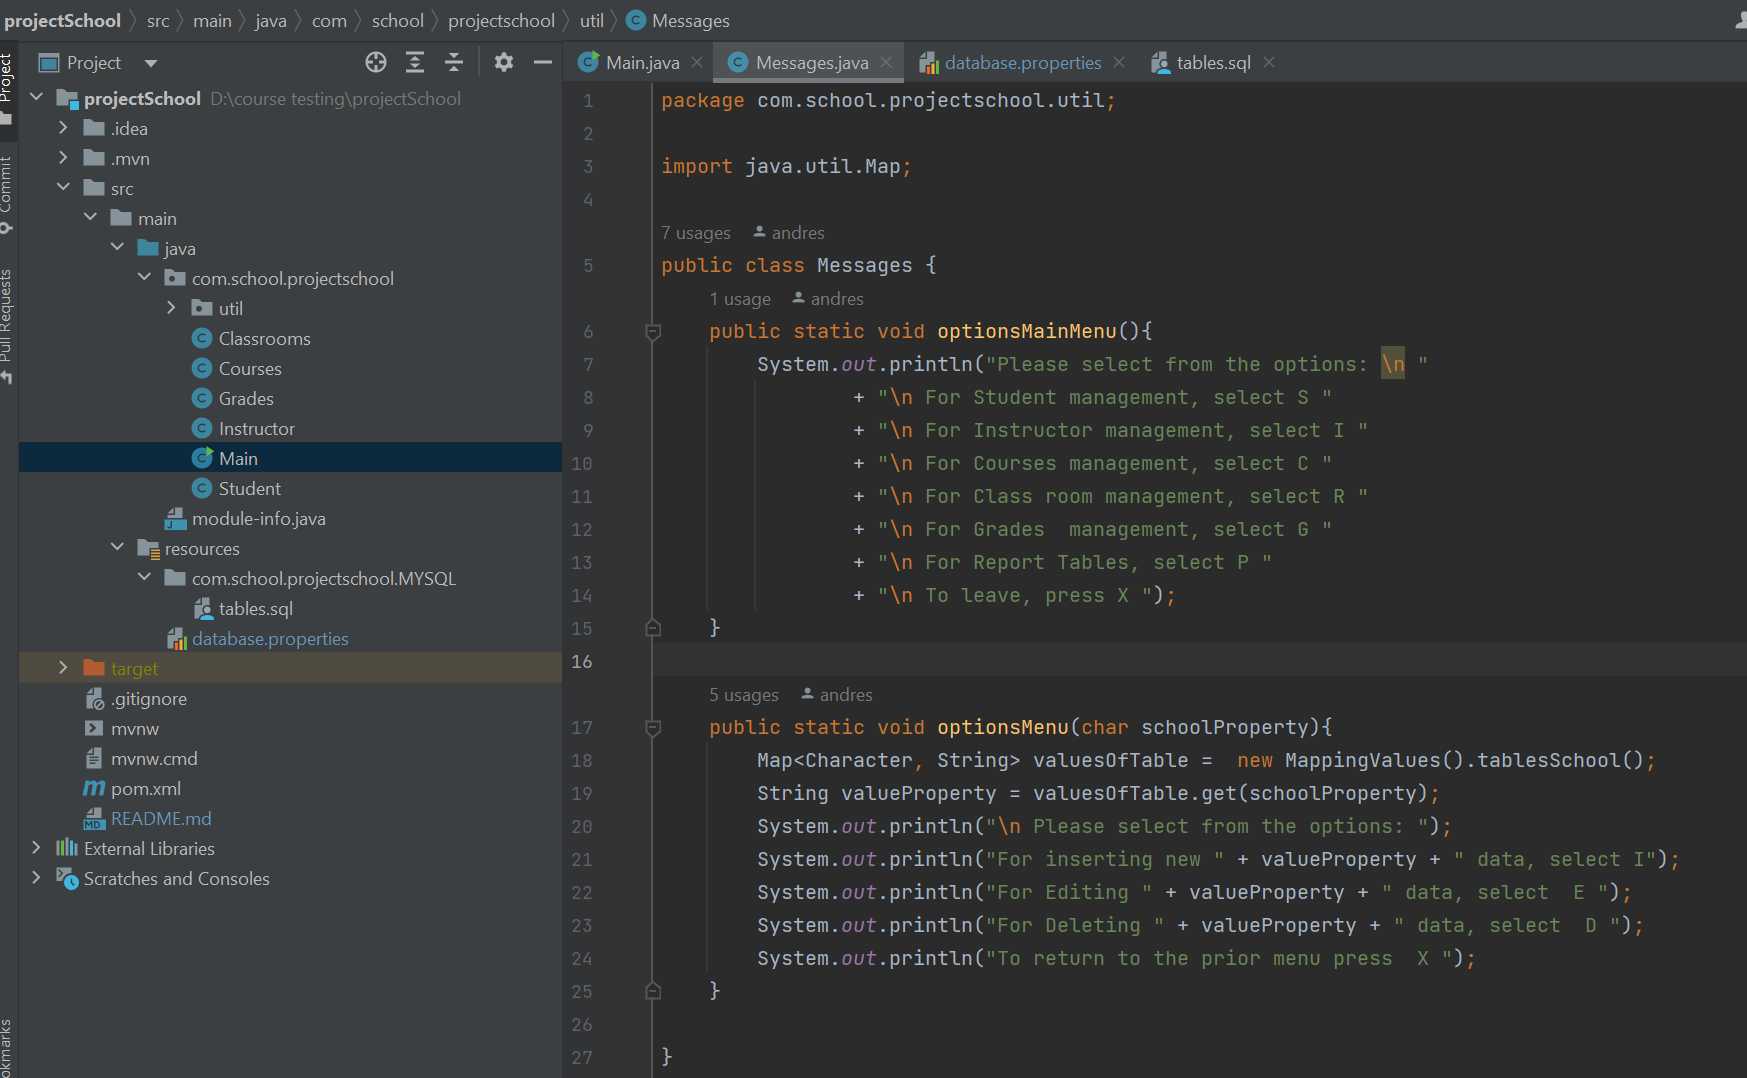 projectSchool src main java com school projectschool util Messages
Project
Commit
Pull Requests
Project
projectSchool D:\course testing\projectSchool
.idea
.mvn
src
main
java
com.school.projectschool
util
Classrooms
Courses
Grades
Instructor
Main
Student
module-info.java
resources
com.school.projectschool.MYSQL
tables.sql
database.properties
target
.gitignore
mvnw
mvnw.cmd
pom.xml
README.md
External Libraries
Scratches and Consoles
Main.java Messages.java database.properties tables.sql
1 package com.school.projectschool.util;
2
3 import java.util.Map;
4
7 usages andres
5 public class Messages {
1 usage andres
6 public static void optionsMainMenu(){
7 System.out.println("Please select from the options: \n "
8 + "\n For Student management, select S "
9 + "\n For Instructor management, select I "
10 + "\n For Courses management, select C "
11 + "\n For Class room management, select R "
12 + "\n For Grades  management, select G "
13 + "\n For Report Tables, select P "
14 + "\n To leave, press X ");
15 }
16
5 usages andres
17 public static void optionsMenu(char schoolProperty){
18 Map<Character, String> valuesOfTable =  new MappingValues().tablesSchool();
19 String valueProperty = valuesOfTable.get(schoolProperty);
20 System.out.println("\n Please select from the options: ");
21 System.out.println("For inserting new " + valueProperty + " data, select I");
22 System.out.println("For Editing " + valueProperty + " data, select  E ");
23 System.out.println("For Deleting " + valueProperty + " data, select  D ");
24 System.out.println("To return to the prior menu press  X ");
25 }
26
27 }